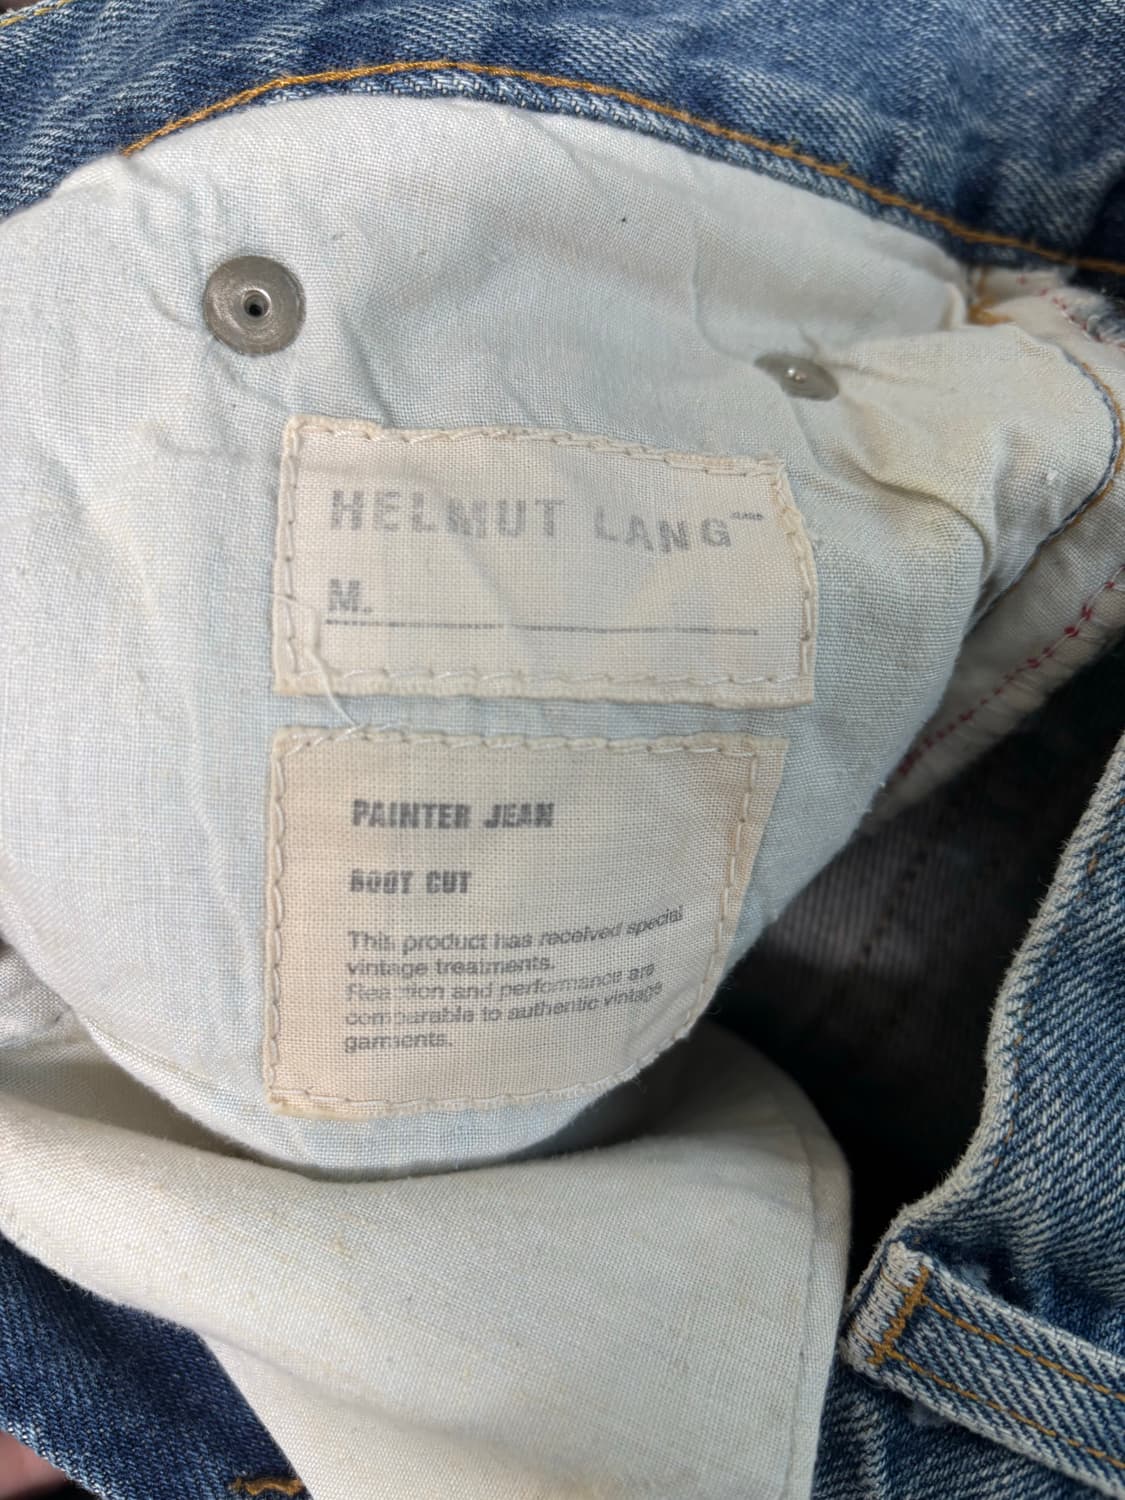 HELMUT LANG JEANS
M.
PAINTER JEAN
BOOT CUT
This product has received special
vintage treatments.
Reaction and performance are
comparable to authentic vintage
garments.